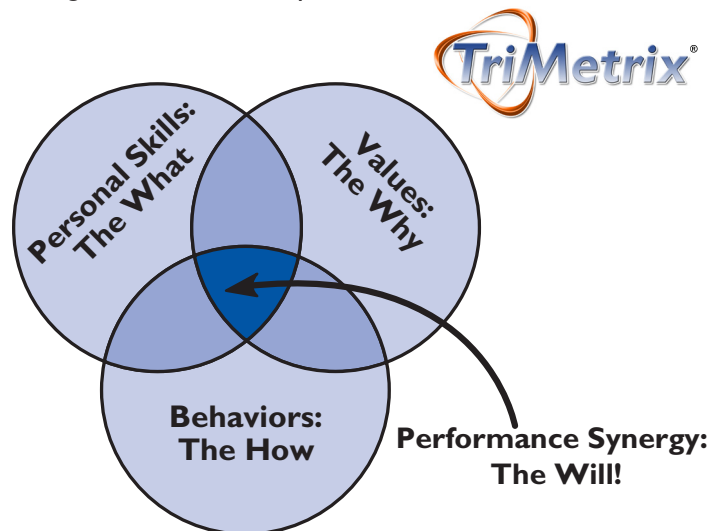 TriMetrix®
Personal Skills:
The What
Values:
The Why
Behaviors:
The How
Performance Synergy:
The Will!